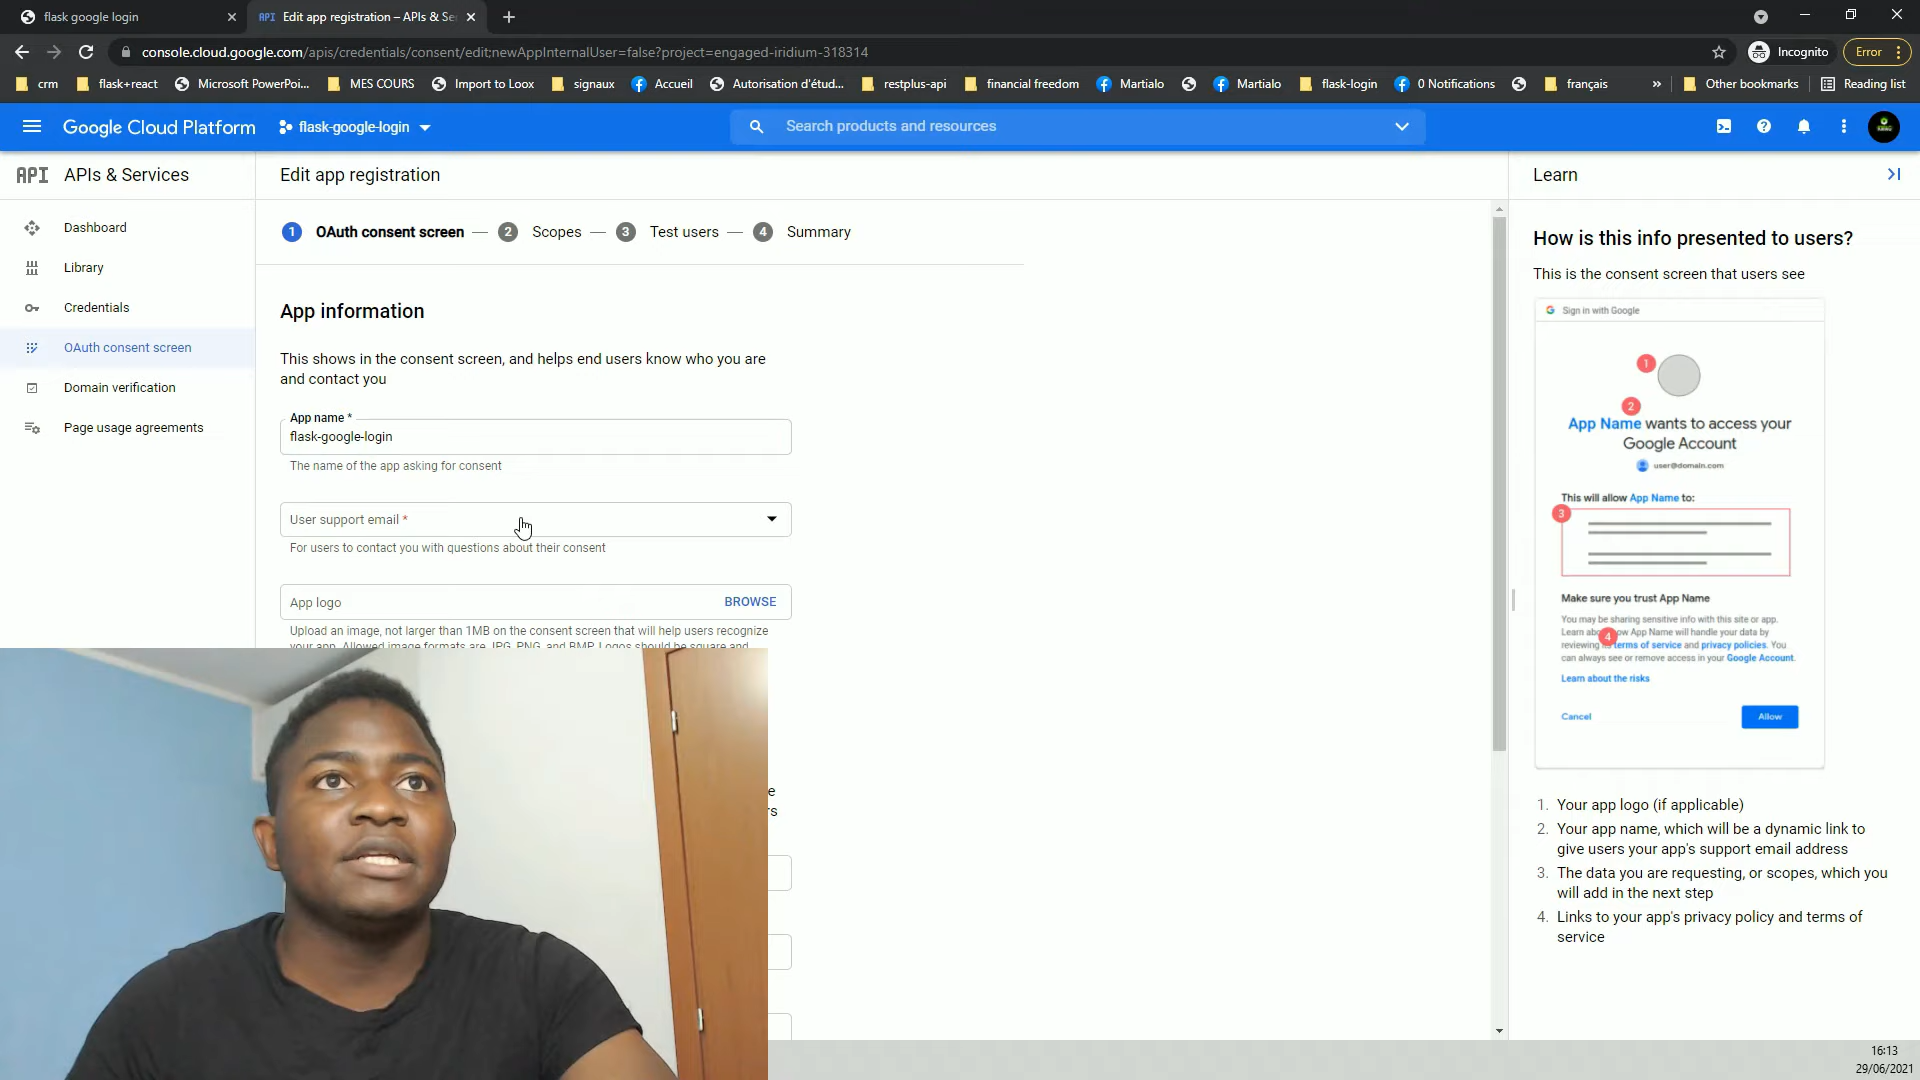 flask google login
API Edit app registration – APIs & Se
console.cloud.google.com/apis/credentials/consent/edit;newAppInternalUser=false?project=engaged-iridium-318314
Incognito
Error
crm
flask+react
Microsoft PowerPoi...
MES COURS
Import to Loox
signaux
Accueil
Autorisation d'étud...
restplus-api
financial freedom
Martialo
Martialo
flask-login
0 Notifications
français
»
Other bookmarks
Reading list
Google Cloud Platform
flask-google-login
Search products and resources
API APIs & Services
Dashboard
Library
Credentials
OAuth consent screen
Domain verification
Page usage agreements
Edit app registration
1 OAuth consent screen — 2 Scopes — 3 Test users — 4 Summary
App information
This shows in the consent screen, and helps end users know who you are
and contact you
App name *
flask-google-login
The name of the app asking for consent
User support email *
For users to contact you with questions about their consent
App logo
BROWSE
Upload an image, not larger than 1MB on the consent screen that will help users recognize
your app. Allowed image formats are JPG, PNG, and BMP. Logos should be square and
e
rs
Learn
How is this info presented to users?
This is the consent screen that users see
G Sign in with Google
1
2
App Name wants to access your
Google Account
user@domain.com
This will allow App Name to:
3
Make sure you trust App Name
You may be sharing sensitive info with this site or app.
Learn abo w App Name will handle your data by
4
reviewing its terms of service and privacy policies. You
can always see or remove access in your Google Account.
Learn about the risks
Cancel
Allow
1. Your app logo (if applicable)
2. Your app name, which will be a dynamic link to
give users your app's support email address
3. The data you are requesting, or scopes, which you
will add in the next step
4. Links to your app's privacy policy and terms of
service
16:13
29/06/2021